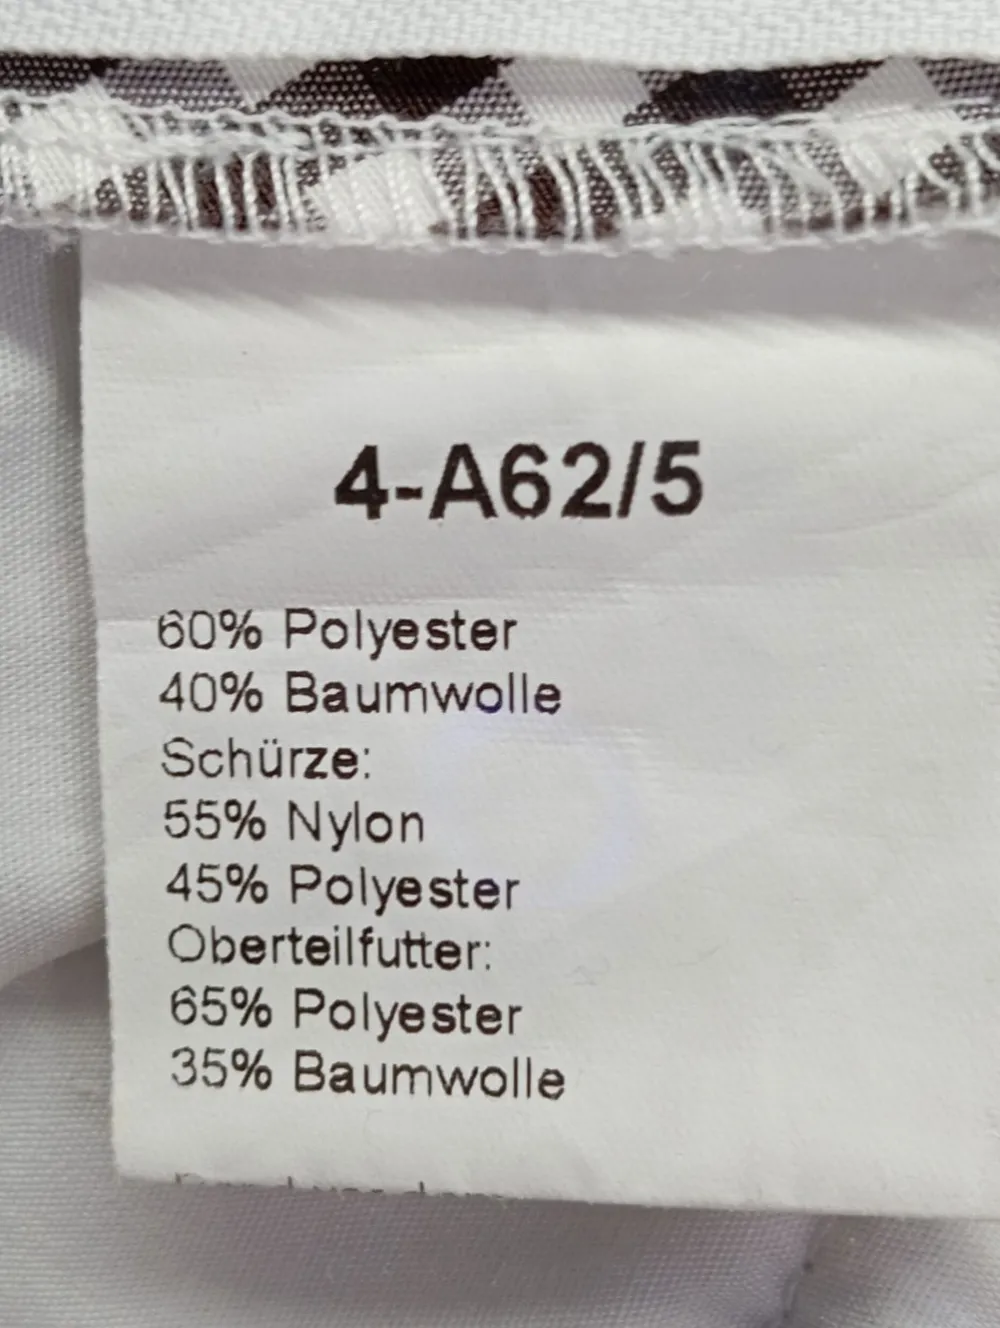 4-A62/5
60% Polyester
40% Baumwolle
Schürze:
55% Nylon
45% Polyester
Oberteilfutter:
65% Polyester
35% Baumwolle